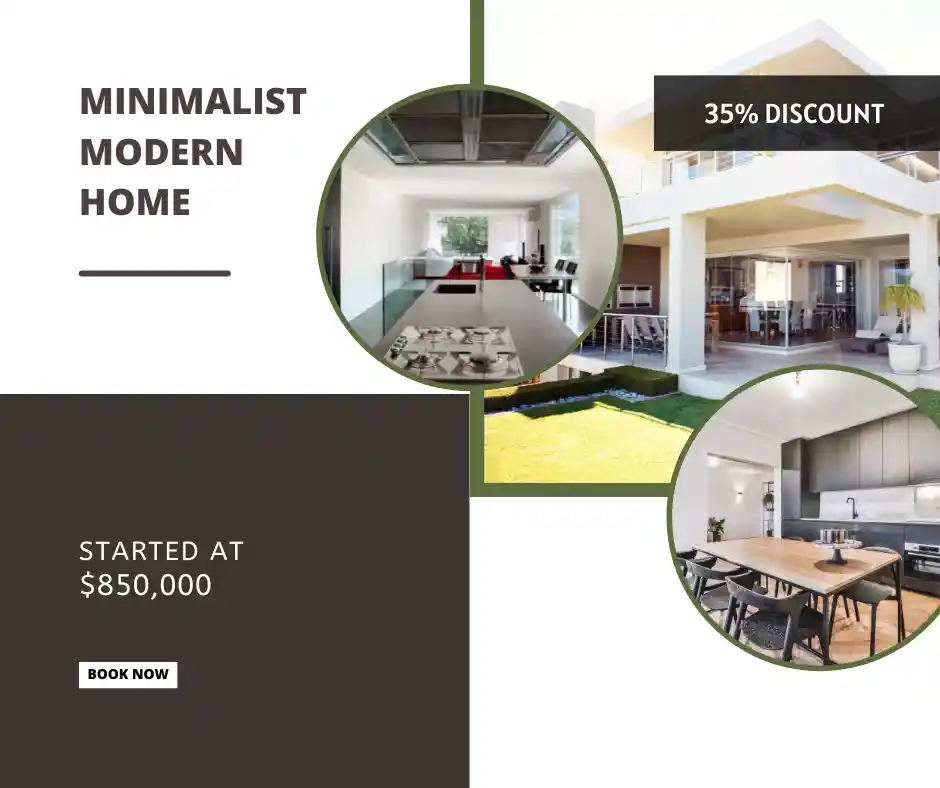 MINIMALIST
MODERN
HOME
35% DISCOUNT
STARTED AT
$850,000
BOOK NOW